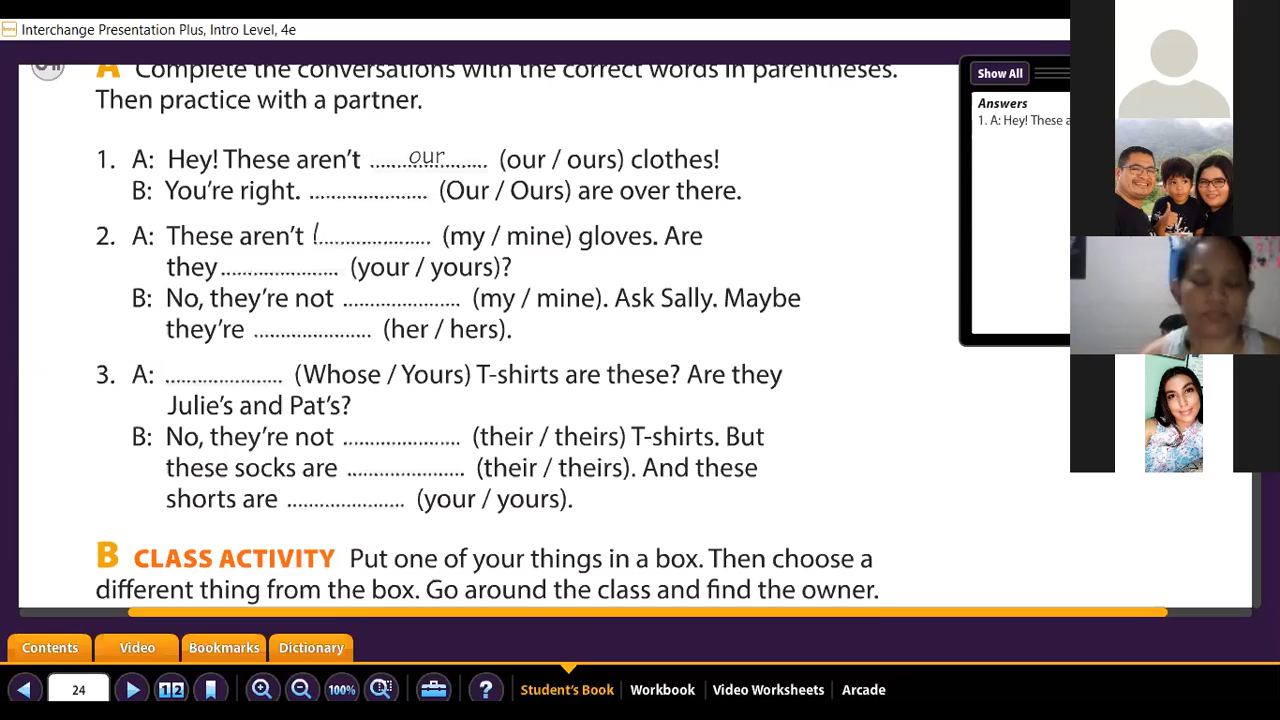 Interchange Presentation Plus, Intro Level, 4e
A Complete the conversations with the correct words in parentheses.
Then practice with a partner.
1. A: Hey! These aren't our (our / ours) clothes!
B: You're right. .................... (Our / Ours) are over there.
2. A: These aren't .................... (my / mine) gloves. Are
they .................... (your / yours)?
B: No, they're not .................... (my / mine). Ask Sally. Maybe
they're .................... (her / hers).
3. A: .................... (Whose / Yours) T-shirts are these? Are they
Julie's and Pat's?
B: No, they're not .................... (their / theirs) T-shirts. But
these socks are .................... (their / theirs). And these
shorts are .................... (your / yours).
B CLASS ACTIVITY Put one of your things in a box. Then choose a
different thing from the box. Go around the class and find the owner.
Show All
Answers
1. A: Hey! These a
Contents Video Bookmarks Dictionary
24 1 2 100% ? Student's Book Workbook Video Worksheets Arcade